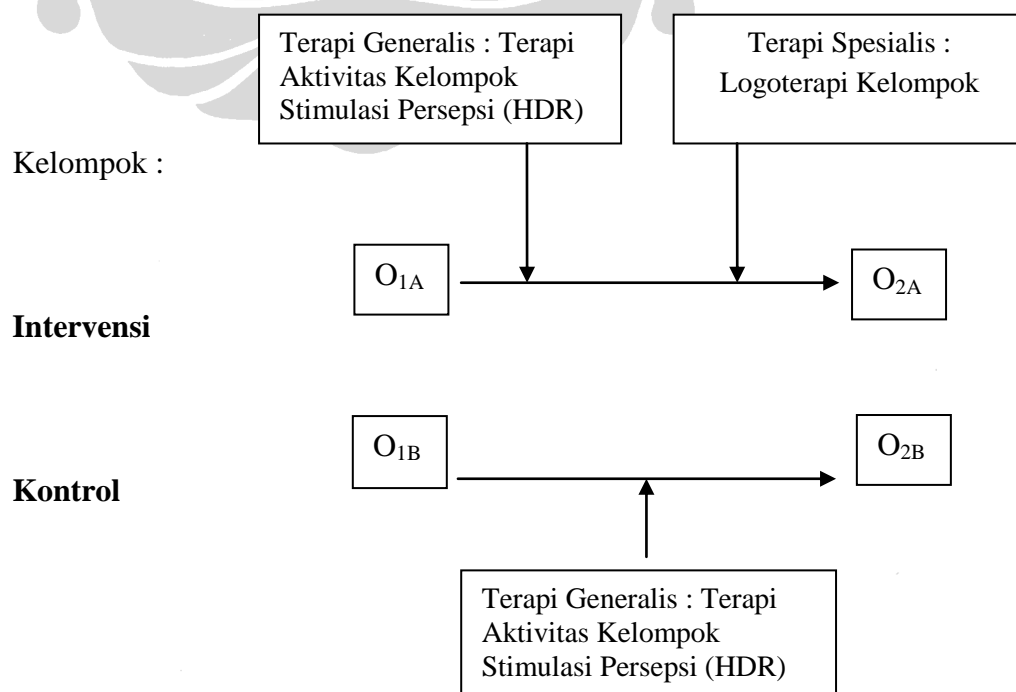 Terapi Generalis : Terapi
Aktivitas Kelompok
Stimulasi Persepsi (HDR)
Terapi Spesialis :
Logoterapi Kelompok
Kelompok :
O1A
O2A
Intervensi
O1B
O2B
Kontrol
Terapi Generalis : Terapi
Aktivitas Kelompok
Stimulasi Persepsi (HDR)